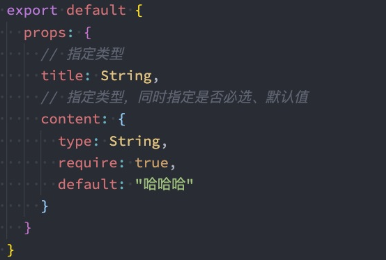 export default {
  props: {
    // 指定类型
    title: String,
    // 指定类型，同时指定是否必选、默认值
    content: {
      type: String,
      require: true,
      default: "哈哈哈"
    }
  }
}